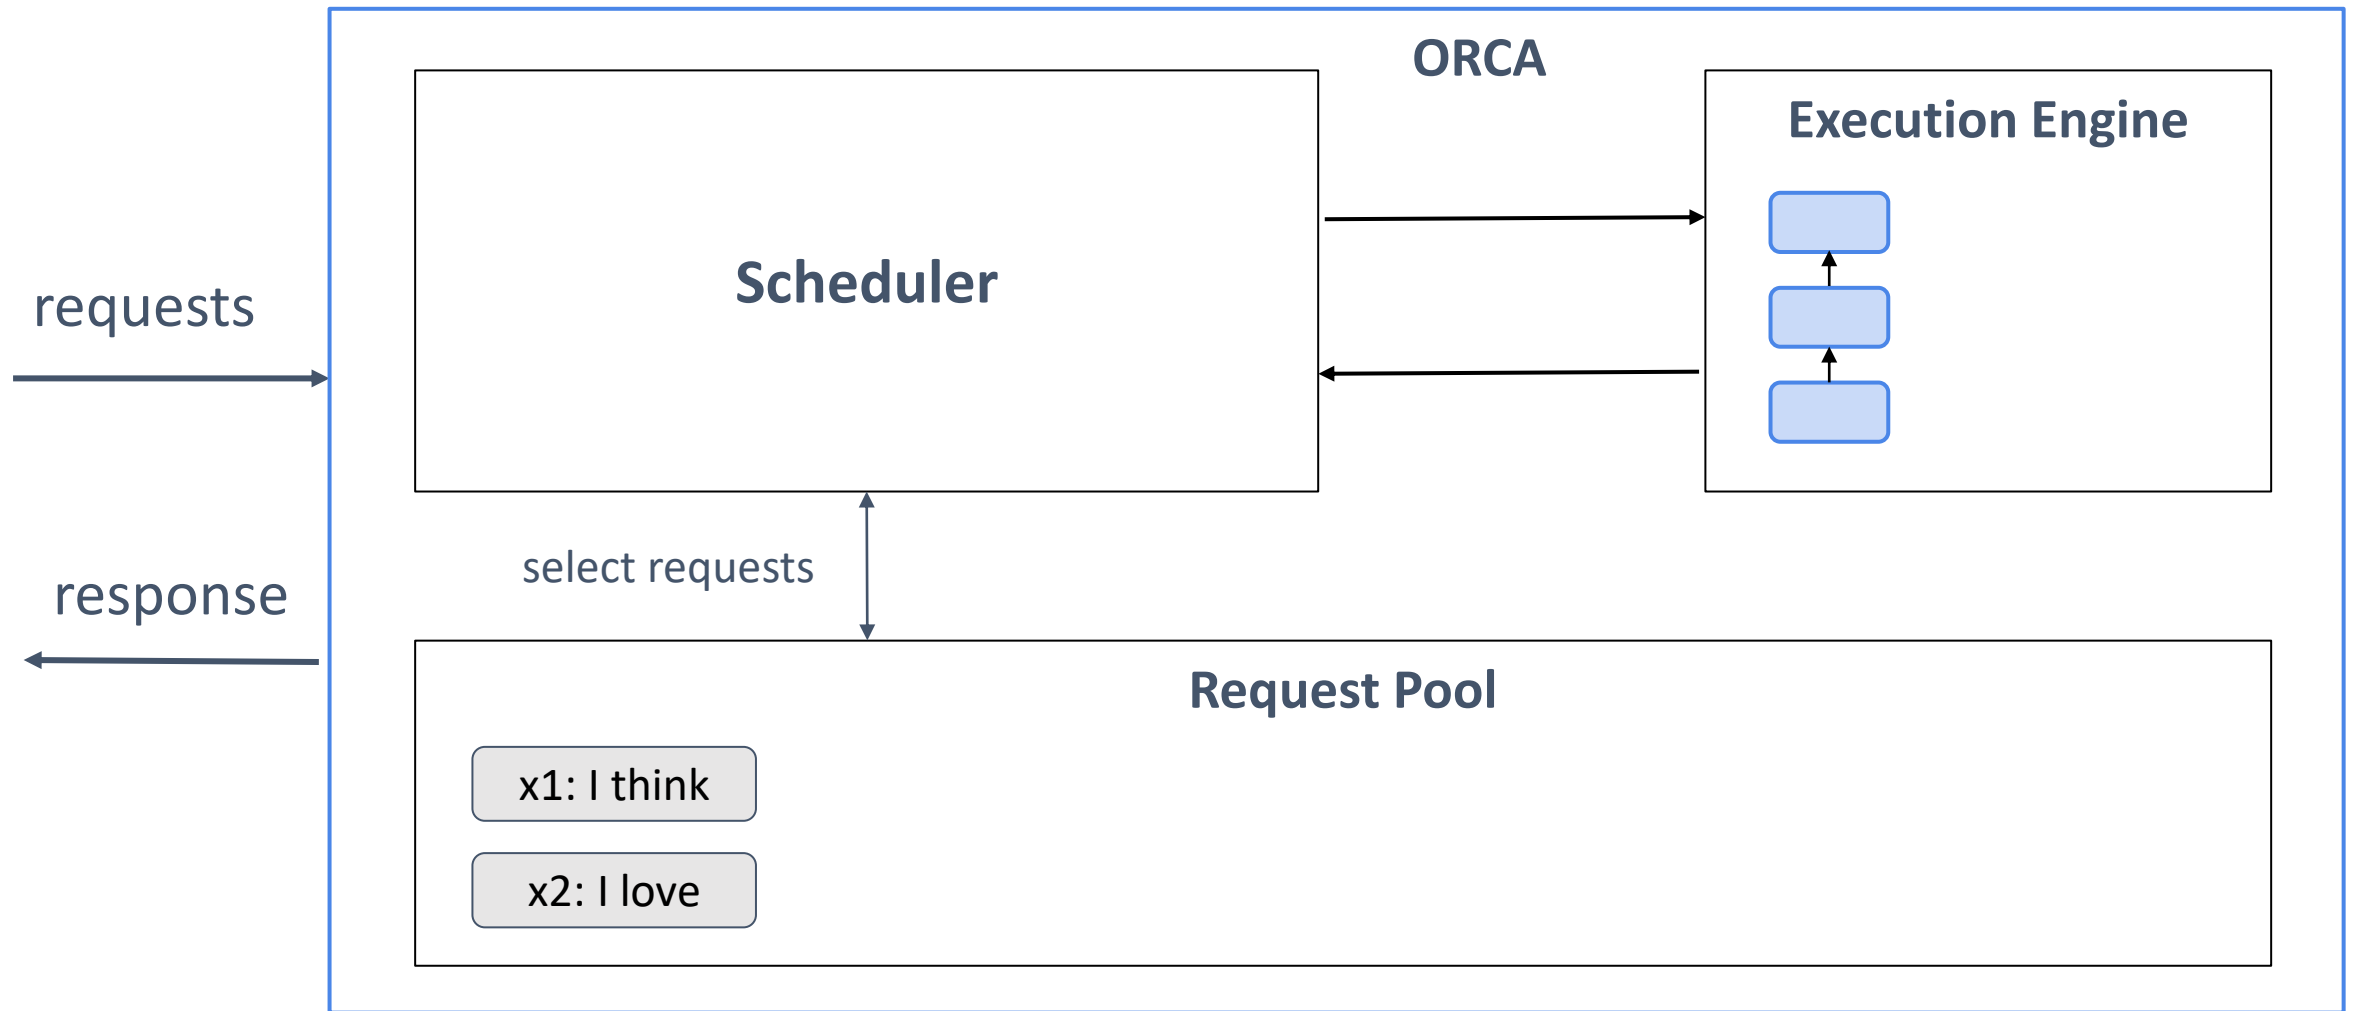 ORCA
Execution Engine
Scheduler
requests
select requests
response
Request Pool
x1: I think
x2: I love